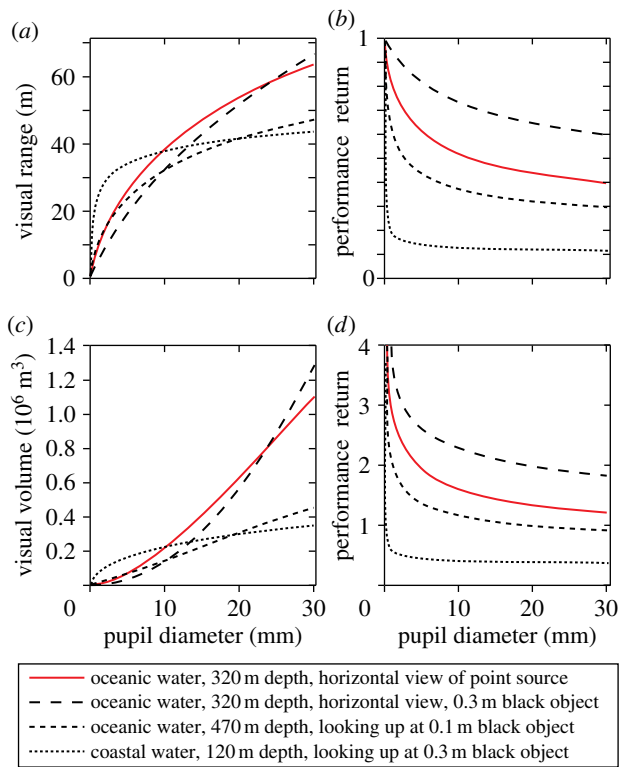 (a)
(b)
visual range (m)
60
40
20
0
performance return
1
0
(c)
(d)
visual volume (10⁶ m³)
1.4
1.2
1.0
0.8
0.6
0.4
0.2
0
10
20
30
pupil diameter (mm)
performance return
4
3
2
1
0
10
20
30
pupil diameter (mm)
oceanic water, 320 m depth, horizontal view of point source
oceanic water, 320 m depth, horizontal view, 0.3 m black object
oceanic water, 470 m depth, looking up at 0.1 m black object
coastal water, 120 m depth, looking up at 0.3 m black object